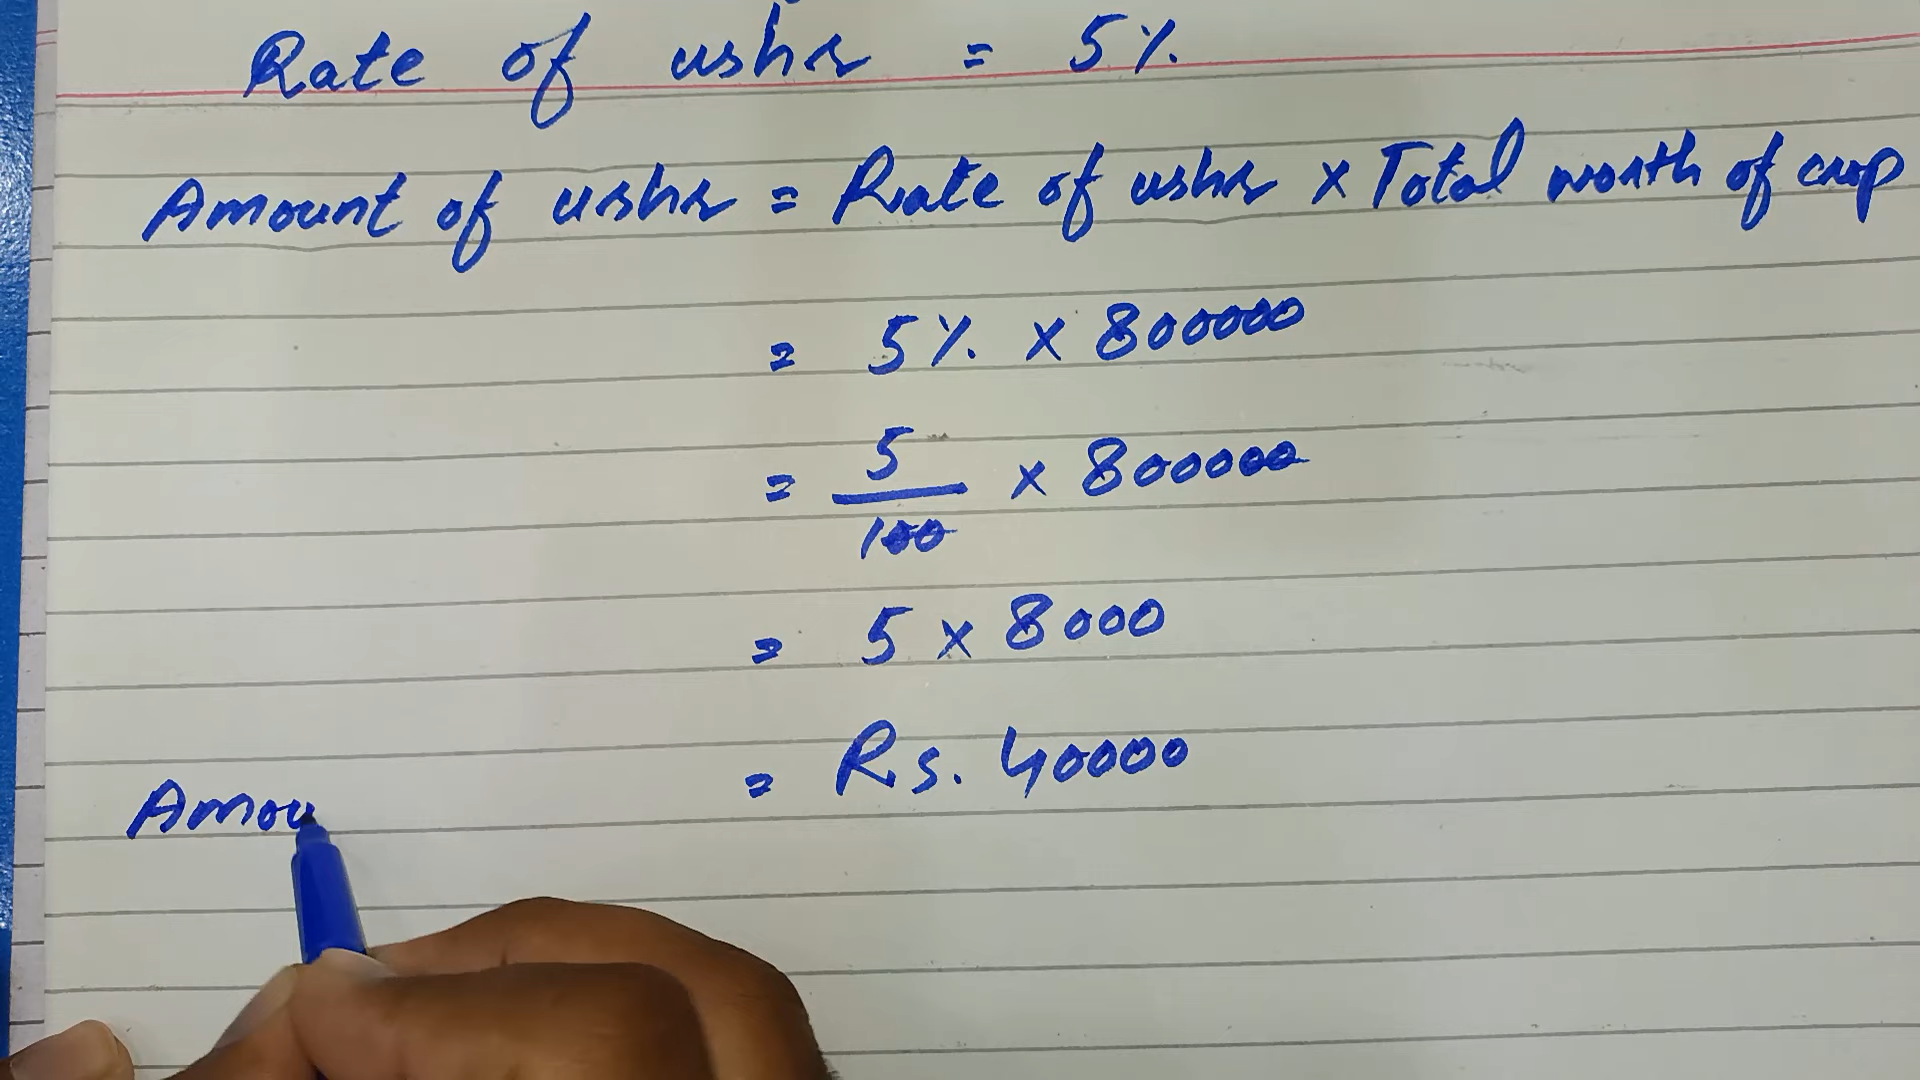 Rate of ushr = 5%
Amount of ushr = Rate of ushr × Total worth of crop
= 5% × 800000
= 5/100 × 800000
= 5 × 8000
= Rs. 40000
Amou